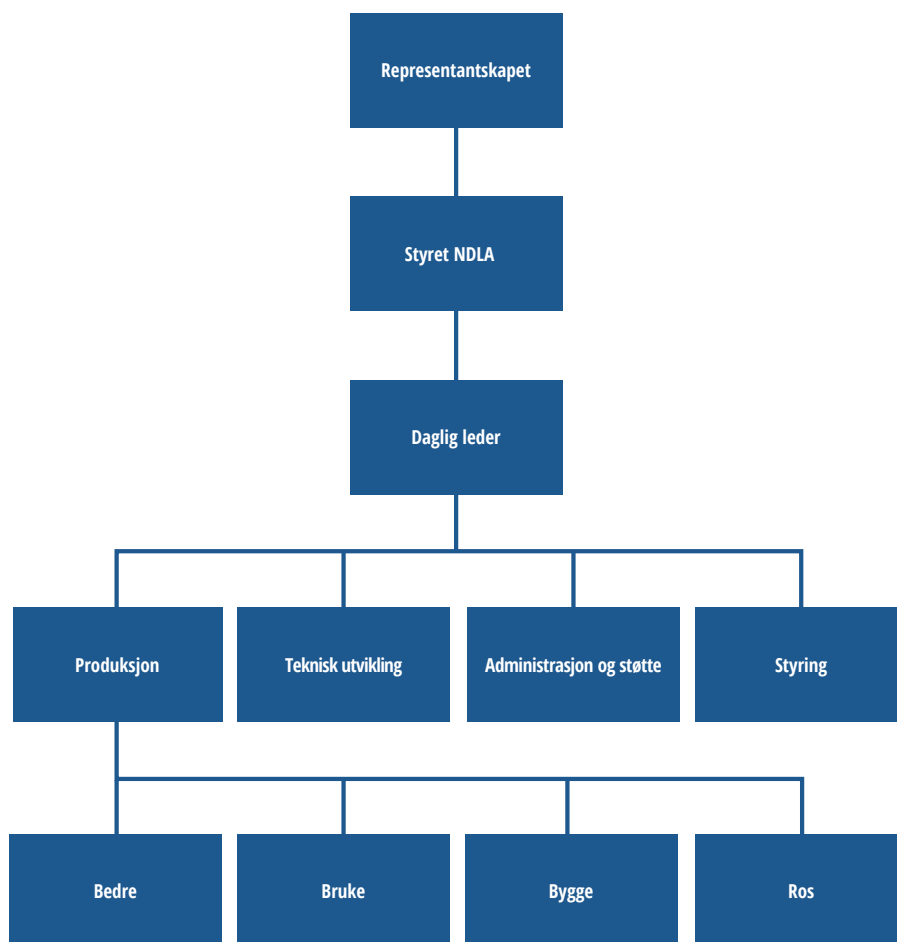 Representantskapet
Styret NDLA
Daglig leder
Produksjon
Teknisk utvikling
Administrasjon og støtte
Styring
Bedre
Bruke
Bygge
Ros